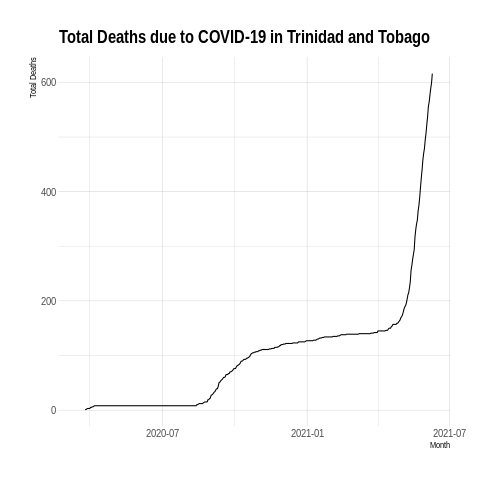 Total Deaths due to COVID-19 in Trinidad and Tobago
Total Deaths
600
400
200
0
2020-07
2021-01
2021-07
Month